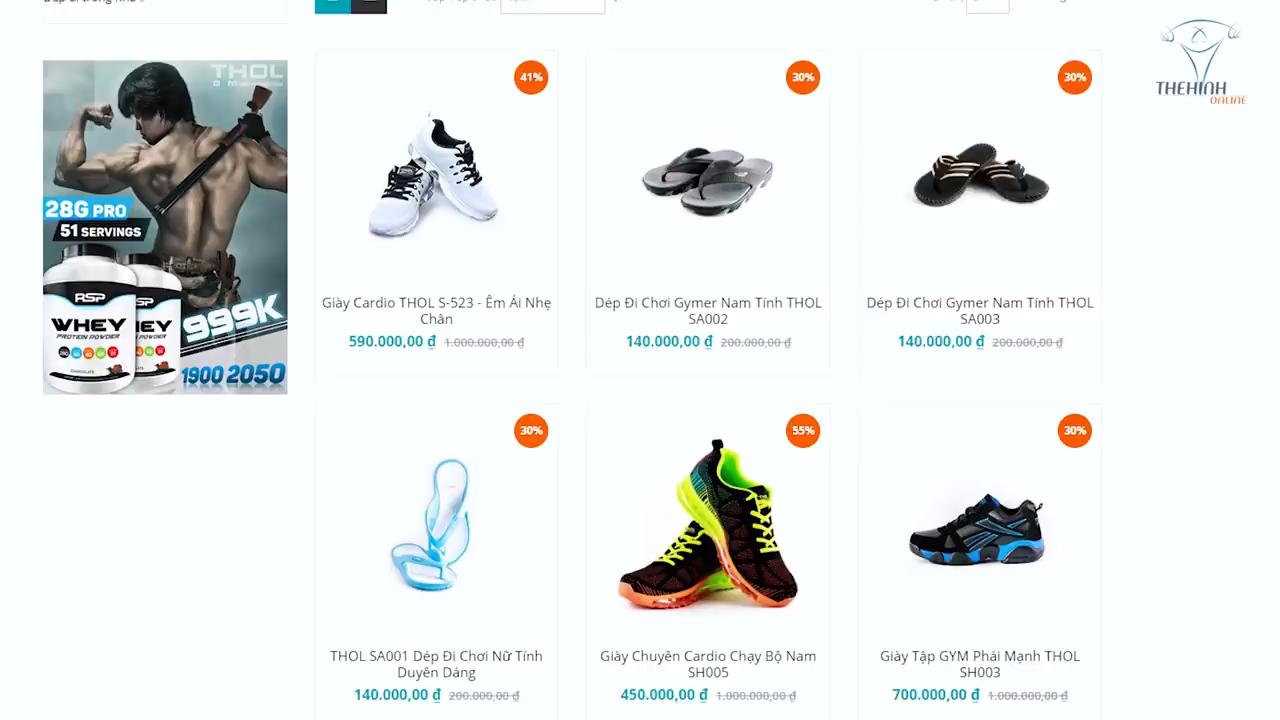 THEHINH
ONLINE
THOL
28G PRO
51 SERVINGS
RSP
WHEY
PROTEIN POWDER
CHOCOLATE
999K
1900 2050
41%
Giày Cardio THOL S-523 - Êm Ái Nhẹ
Chân
590.000,00 ₫ 1.000.000,00 ₫
30%
Dép Đi Chơi Gymer Nam Tính THOL
SA002
140.000,00 ₫ 200.000,00 ₫
30%
Dép Đi Chơi Gymer Nam Tính THOL
SA003
140.000,00 ₫ 200.000,00 ₫
30%
THOL SA001 Dép Đi Chơi Nữ Tính
Duyên Dáng
140.000,00 ₫ 200.000,00 ₫
55%
Giày Chuyên Cardio Chạy Bộ Nam
SH005
450.000,00 ₫ 1.000.000,00 ₫
30%
Giày Tập GYM Phái Mạnh THOL
SH003
700.000,00 ₫ 1.000.000,00 ₫